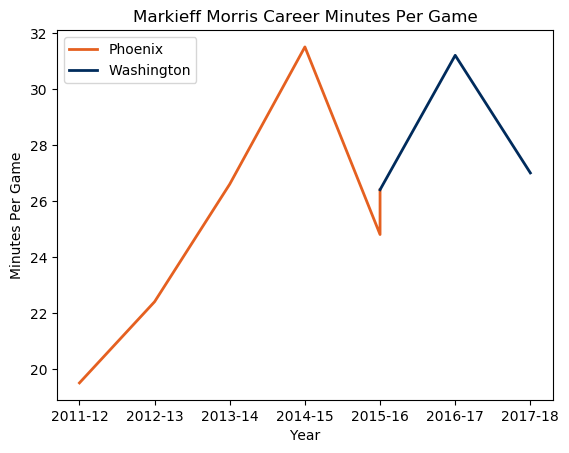 Markieff Morris Career Minutes Per Game
Phoenix
Washington
32
30
28
26
24
22
20
Minutes Per Game
2011-12 2012-13 2013-14 2014-15 2015-16 2016-17 2017-18
Year